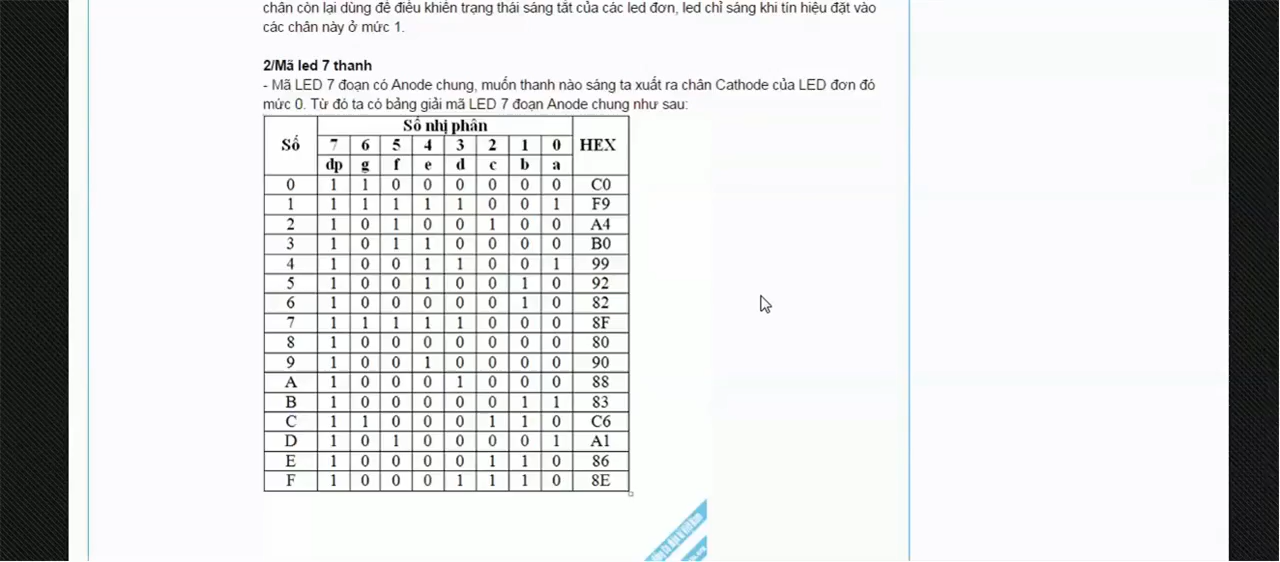 chân còn lại dùng để điều khiển trạng thái sáng tắt của các led đơn, led chỉ sáng khi tín hiệu đặt vào
các chân này ở mức 1.
2/Mã led 7 thanh
- Mã LED 7 đoạn có Anode chung, muốn thanh nào sáng ta xuất ra chân Cathode của LED đơn đó
mức 0. Từ đó ta có bảng giải mã LED 7 đoạn Anode chung như sau:
Số Số nhị phân HEX
7 6 5 4 3 2 1 0
dp g f e d c b a
0 1 1 0 0 0 0 0 0 C0
1 1 1 1 1 1 0 0 1 F9
2 1 0 1 0 0 1 0 0 A4
3 1 0 1 1 0 0 0 0 B0
4 1 0 0 1 1 0 0 1 99
5 1 0 0 1 0 0 1 0 92
6 1 0 0 0 0 0 1 0 82
7 1 1 1 1 1 0 0 0 8F
8 1 0 0 0 0 0 0 0 80
9 1 0 0 1 0 0 0 0 90
A 1 0 0 0 1 0 0 0 88
B 1 0 0 0 0 0 1 1 83
C 1 1 0 0 0 1 1 0 C6
D 1 0 1 0 0 0 0 1 A1
E 1 0 0 0 0 1 1 0 86
F 1 0 0 0 1 1 1 0 8E